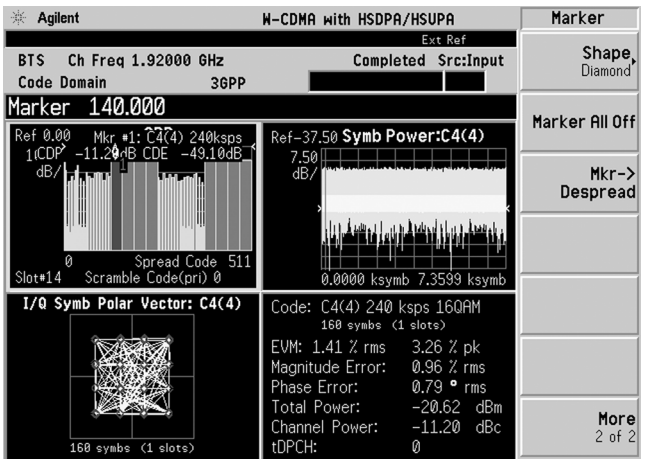 Agilent W-CDMA with HSDPA/HSUPA Marker
Ext Ref
BTS Ch Freq 1.92000 GHz Completed Src:Input
Code Domain 3GPP
Shape
Diamond
Marker 140.000
Marker All Off
Ref 0.00 Mkr #1: C4(4) 240ksps
CDP -11.20dB CDE -49.10dB
dB/
1
0 Spread Code 511
Slot#14 Scramble Code(pri) 0
Ref-37.50 Symb Power:C4(4)
7.50
dB/
0.0000 ksymb 7.3599 ksymb
Mkr->
Despread
I/Q Symb Polar Vector: C4(4)
160 symbs (1 slots)
Code: C4(4) 240 ksps 16QAM
160 symbs (1 slots)
EVM: 1.41 % rms 3.26 % pk
Magnitude Error: 0.96 % rms
Phase Error: 0.79 ° rms
Total Power: -20.62 dBm
Channel Power: -11.20 dBc
tDPCH: 0
More
2 of 2